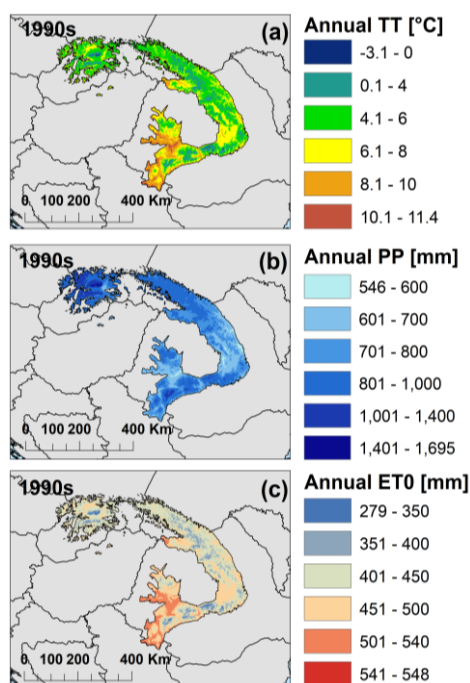 1990s (a)
0 100 200 400 Km
Annual TT [°C]
-3.1 - 0
0.1 - 4
4.1 - 6
6.1 - 8
8.1 - 10
10.1 - 11.4
1990s (b)
0 100 200 400 Km
Annual PP [mm]
546 - 600
601 - 700
701 - 800
801 - 1,000
1,001 - 1,400
1,401 - 1,695
1990s (c)
0 100 200 400 Km
Annual ET0 [mm]
279 - 350
351 - 400
401 - 450
451 - 500
501 - 540
541 - 548